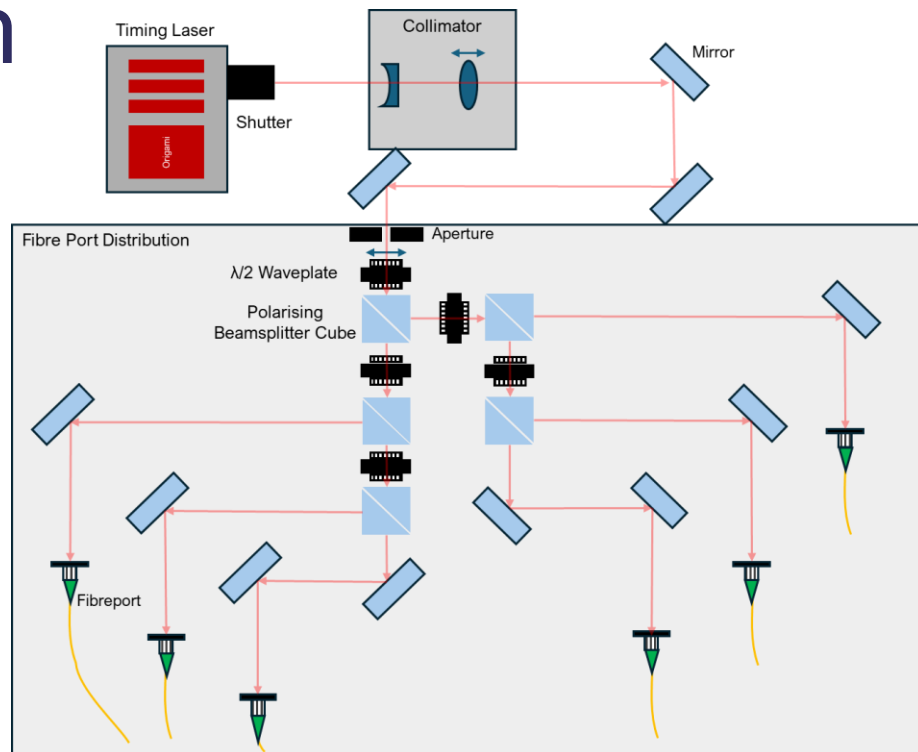 n
Timing Laser
Collimator
Mirror
Shutter
Origami
Fibre Port Distribution
Aperture
λ/2 Waveplate
Polarising
Beamsplitter Cube
Fibreport